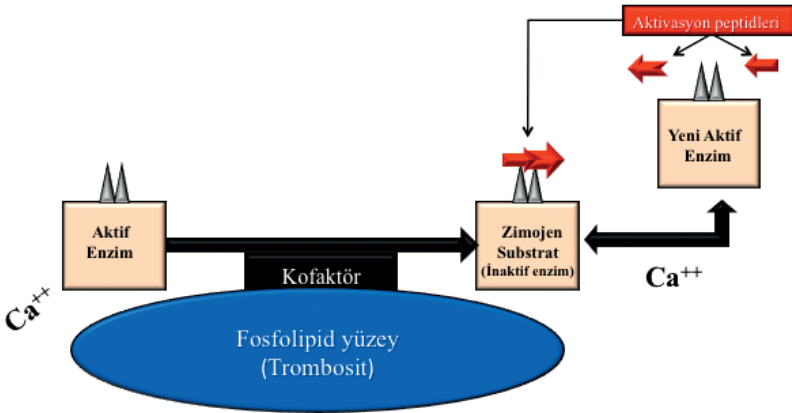 Aktivasyon peptidleri
Yeni Aktif
Enzim
Aktif
Enzim
Zimojen
Substrat
(İnaktif enzim)
Kofaktör
Ca++
Ca++
Fosfolipid yüzey
(Trombosit)